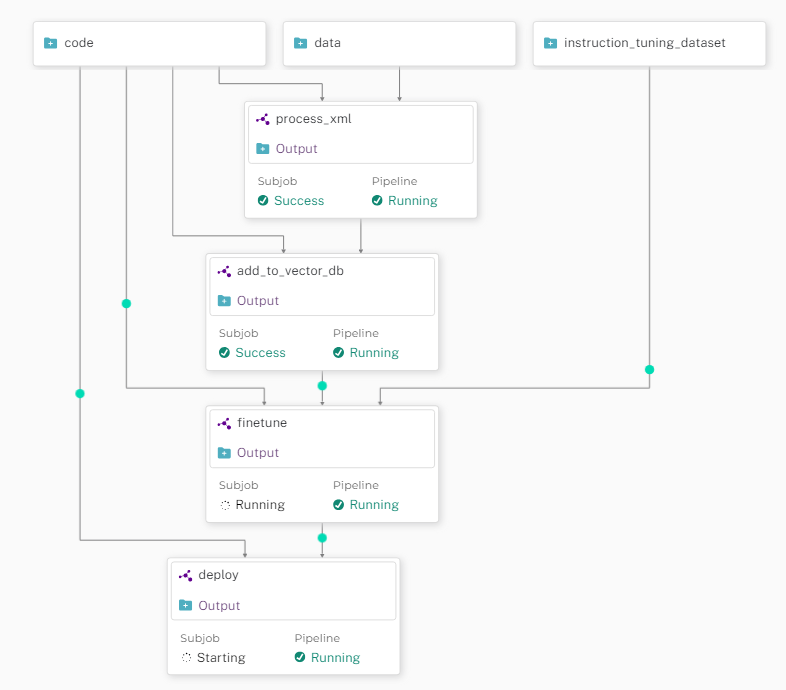 code
data
instruction_tuning_dataset
process_xml
Output
Subjob Pipeline
Success Running
add_to_vector_db
Output
Subjob Pipeline
Success Running
finetune
Output
Subjob Pipeline
Running Running
deploy
Output
Subjob Pipeline
Starting Running